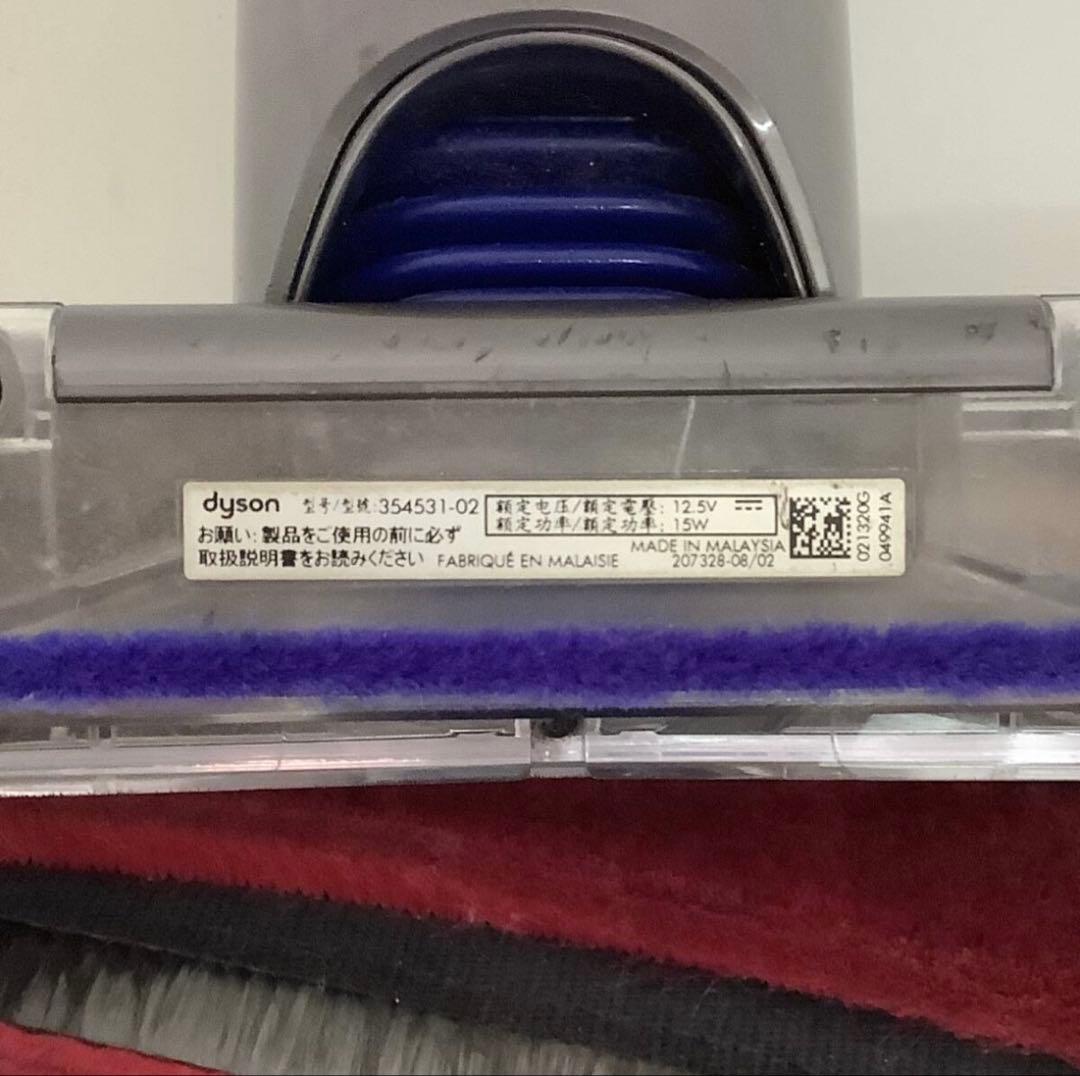 dyson 型号/型號:354531-02
お願い:製品をご使用の前に必ず
取扱説明書をお読みください FABRIQUÉ EN MALAISIE
额定电压/額定電壓: 12.5V
额定功率/額定功率: 15W
MADE IN MALAYSIA
207328-08/02
021320G
049941A